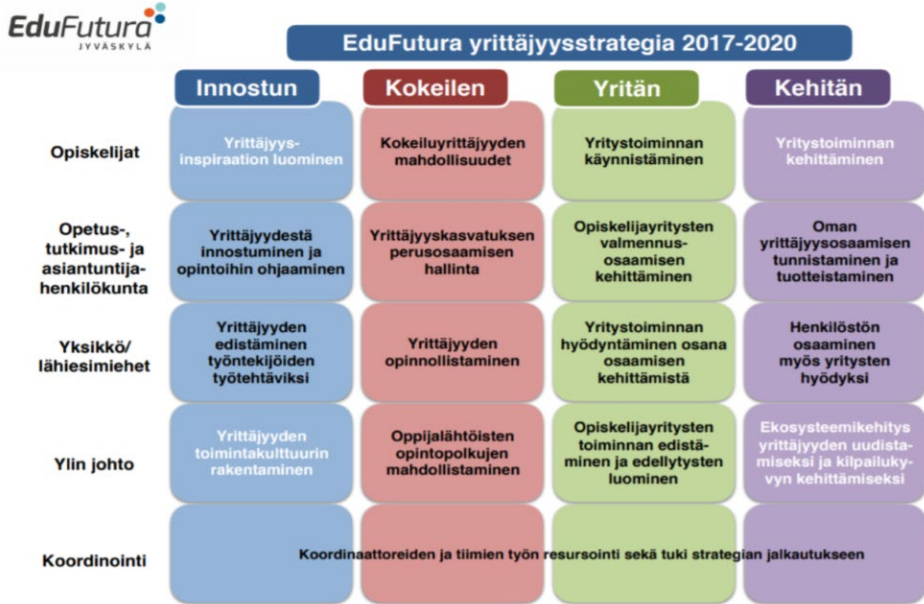 EduFutura
JYVÄSKYLÄ
EduFutura yrittäjyysstrategia 2017-2020
Innostun
Kokeilen
Yritän
Kehitän
Opiskelijat
Yrittäjyys-
inspiraation luominen
Kokeiluyrittäjyyden
mahdollisuudet
Yritystoiminnan
käynnistäminen
Yritystoiminnan
kehittäminen
Opetus-,
tutkimus- ja
asiantuntija-
henkilökunta
Yrittäjyydestä
innostuminen ja
opintoihin ohjaaminen
Yrittäjyyskasvatuksen
perusosaamisen
hallinta
Opiskelijayritysten
valmennus-
osaamisen
kehittäminen
Oman
yrittäjyysosaamisen
tunnistaminen ja
tuotteistaminen
Yksikkö/
lähiesimiehet
Yrittäjyyden
edistäminen
työntekijöiden
työtehtäviksi
Yrittäjyyden
opinnollistaminen
Yritystoiminnan
hyödyntäminen osana
osaamisen
kehittämistä
Henkilöstön
osaaminen
myös yritysten
hyödyksi
Ylin johto
Yrittäjyyden
toimintakulttuurin
rakentaminen
Oppijalähtöisten
opintopolkujen
mahdollistaminen
Opiskelijayritysten
toiminnan edistä-
minen ja edellytysten
luominen
Ekosysteemikehitys
yrittäjyyden uudista-
miseksi ja kilpailuky-
vyn kehittämiseksi
Koordinointi
Koordinaattoreiden ja tiimien työn resursointi sekä tuki strategian jalkautukseen